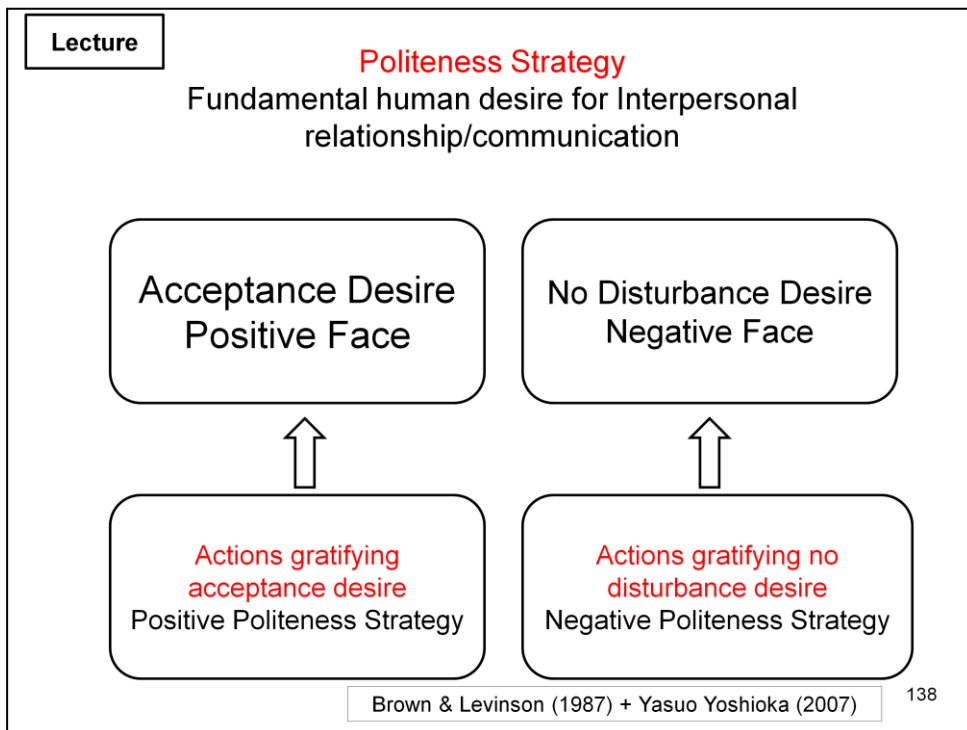 Lecture
Politeness Strategy
Fundamental human desire for Interpersonal
relationship/communication
Acceptance Desire
Positive Face
No Disturbance Desire
Negative Face
Actions gratifying
acceptance desire
Positive Politeness Strategy
Actions gratifying no
disturbance desire
Negative Politeness Strategy
Brown & Levinson (1987) + Yasuo Yoshioka (2007)
138